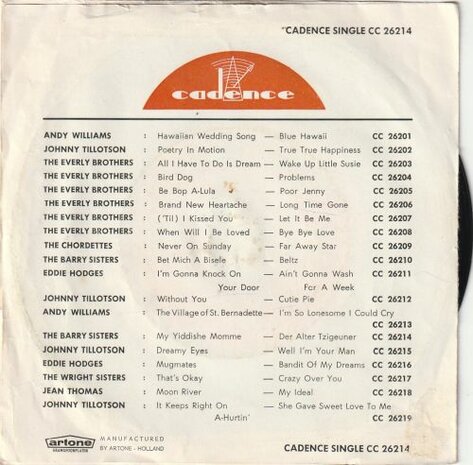 "CADENCE SINGLE CC 26214
cadence
ANDY WILLIAMS : Hawaiian Wedding Song — Blue Hawaii CC 26201
JOHNNY TILLOTSON : Poetry In Motion — True True Happiness CC 26202
THE EVERLY BROTHERS : All I Have To Do Is Dream — Wake Up Little Susie CC 26203
THE EVERLY BROTHERS : Bird Dog — Problems CC 26204
THE EVERLY BROTHERS : Be Bop A-Lula — Poor Jenny CC 26205
THE EVERLY BROTHERS : Brand New Heartache — Long Time Gone CC 26206
THE EVERLY BROTHERS : ('Til) I Kissed You — Let It Be Me CC 26207
THE EVERLY BROTHERS : When Will I Be Loved — Bye Bye Love CC 26208
THE CHORDETTES : Never On Sunday — Far Away Star CC 26209
THE BARRY SISTERS : Bet Mich A Bisele — Beltz CC 26210
EDDIE HODGES : I'm Gonna Knock On — Ain't Gonna Wash CC 26211
Your Door For A Week
JOHNNY TILLOTSON : Without You — Cutie Pie CC 26212
ANDY WILLIAMS : The Village of St. Bernadette — I'm So Lonesome I Could Cry
CC 26213
THE BARRY SISTERS : My Yiddishe Momme — Der Alter Tzigeuner CC 26214
JOHNNY TILLOTSON : Dreamy Eyes — Well I'm Your Man CC 26215
EDDIE HODGES : Mugmates — Bandit Of My Dreams CC 26216
THE WRIGHT SISTERS : That's Okay — Crazy Over You CC 26217
JEAN THOMAS : Moon River — My Ideal CC 26218
JOHNNY TILLOTSON : It Keeps Right On — She Gave Sweet Love To Me
A-Hurtin' CC 26219
artone MANUFACTURED
GRAMMOFOONPLATEN BY ARTONE - HOLLAND
CADENCE SINGLE CC 26214